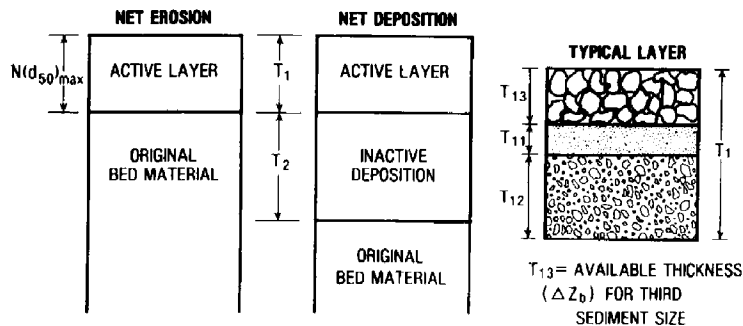 NET EROSION
N(d50)max
ACTIVE LAYER
ORIGINAL
BED MATERIAL
NET DEPOSITION
T1
ACTIVE LAYER
T2
INACTIVE
DEPOSITION
ORIGINAL
BED MATERIAL
TYPICAL LAYER
T13
T11
T12
T1
T13= AVAILABLE THICKNESS
(ΔZb) FOR THIRD
SEDIMENT SIZE